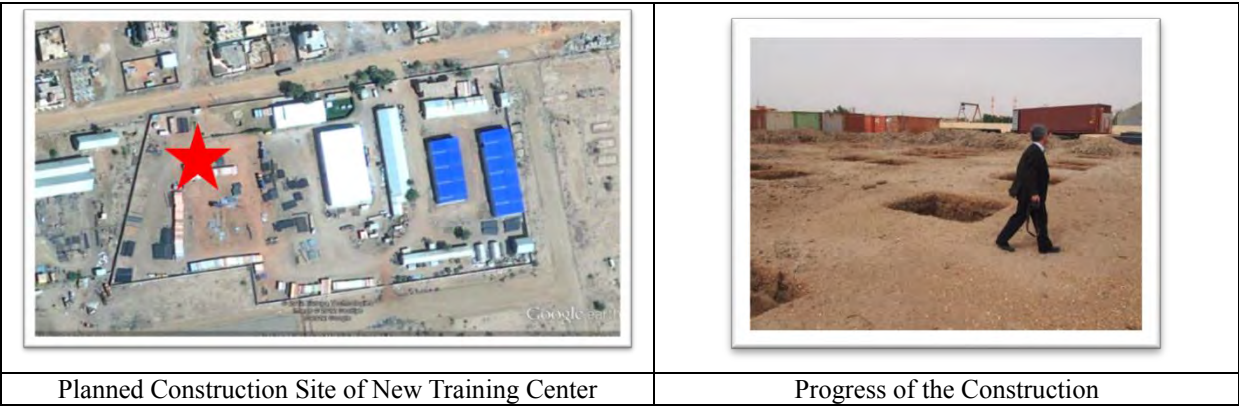 Google earth
Planned Construction Site of New Training Center
Progress of the Construction